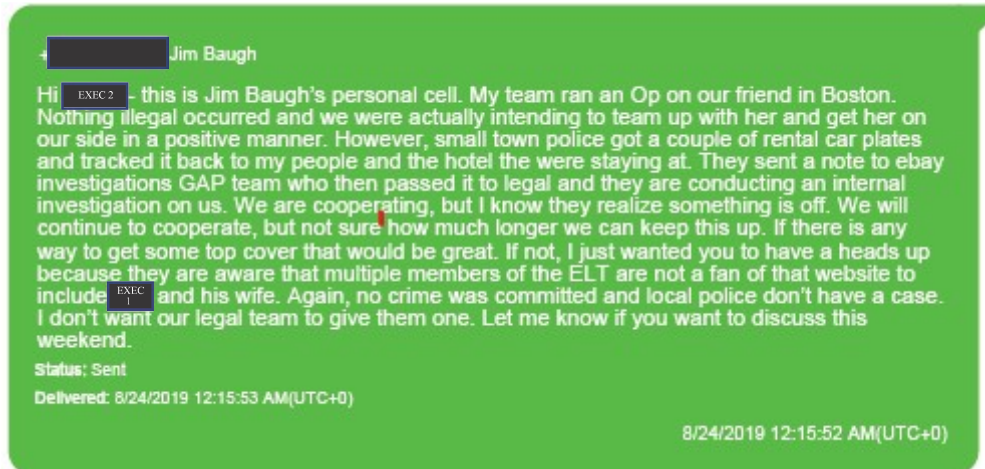 + Jim Baugh
Hi EXEC 2 - this is Jim Baugh's personal cell. My team ran an Op on our friend in Boston.
Nothing illegal occurred and we were actually intending to team up with her and get her on
our side in a positive manner. However, small town police got a couple of rental car plates
and tracked it back to my people and the hotel the were staying at. They sent a note to ebay
investigations GAP team who then passed it to legal and they are conducting an internal
investigation on us. We are cooperating, but I know they realize something is off. We will
continue to cooperate, but not sure how much longer we can keep this up. If there is any
way to get some top cover that would be great. If not, I just wanted you to have a heads up
because they are aware that multiple members of the ELT are not a fan of that website to
include EXEC 1 and his wife. Again, no crime was committed and local police don't have a case.
I don't want our legal team to give them one. Let me know if you want to discuss this
weekend.
Status: Sent
Delivered: 8/24/2019 12:15:53 AM(UTC+0)
8/24/2019 12:15:52 AM(UTC+0)